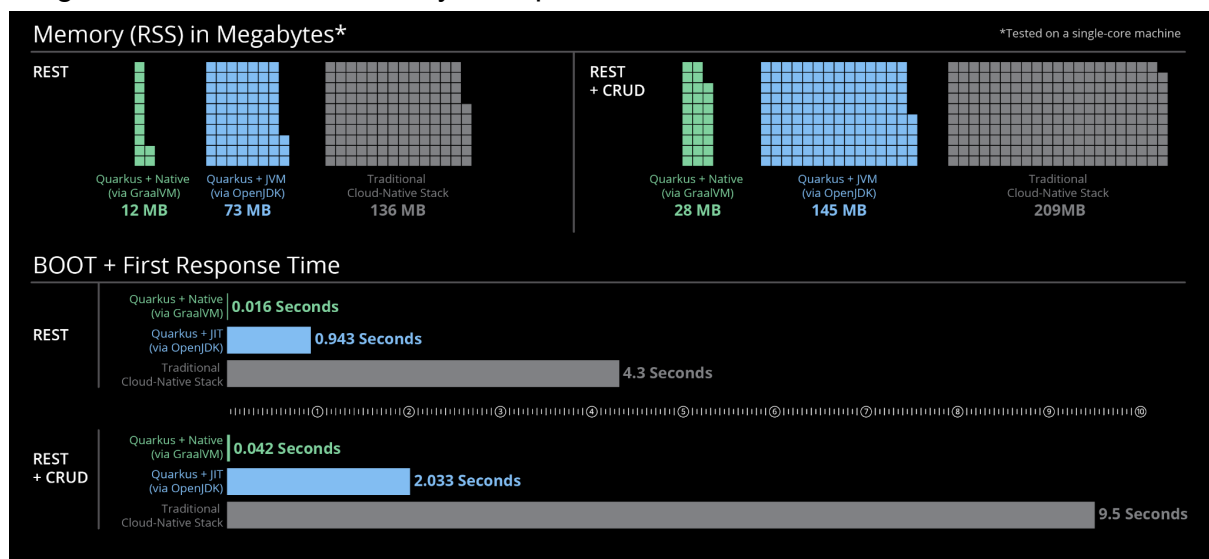 Memory (RSS) in Megabytes*
*Tested on a single-core machine
REST
Quarkus + Native
(via GraalVM)
12 MB
Quarkus + JVM
(via OpenJDK)
73 MB
Traditional
Cloud-Native Stack
136 MB
REST
+ CRUD
Quarkus + Native
(via GraalVM)
28 MB
Quarkus + JVM
(via OpenJDK)
145 MB
Traditional
Cloud-Native Stack
209MB
BOOT + First Response Time
REST
Quarkus + Native
(via GraalVM)
0.016 Seconds
Quarkus + JIT
(via OpenJDK)
0.943 Seconds
Traditional
Cloud-Native Stack
4.3 Seconds
1 2 3 4 5 6 7 8 9 10
REST
+ CRUD
Quarkus + Native
(via GraalVM)
0.042 Seconds
Quarkus + JIT
(via OpenJDK)
2.033 Seconds
Traditional
Cloud-Native Stack
9.5 Seconds